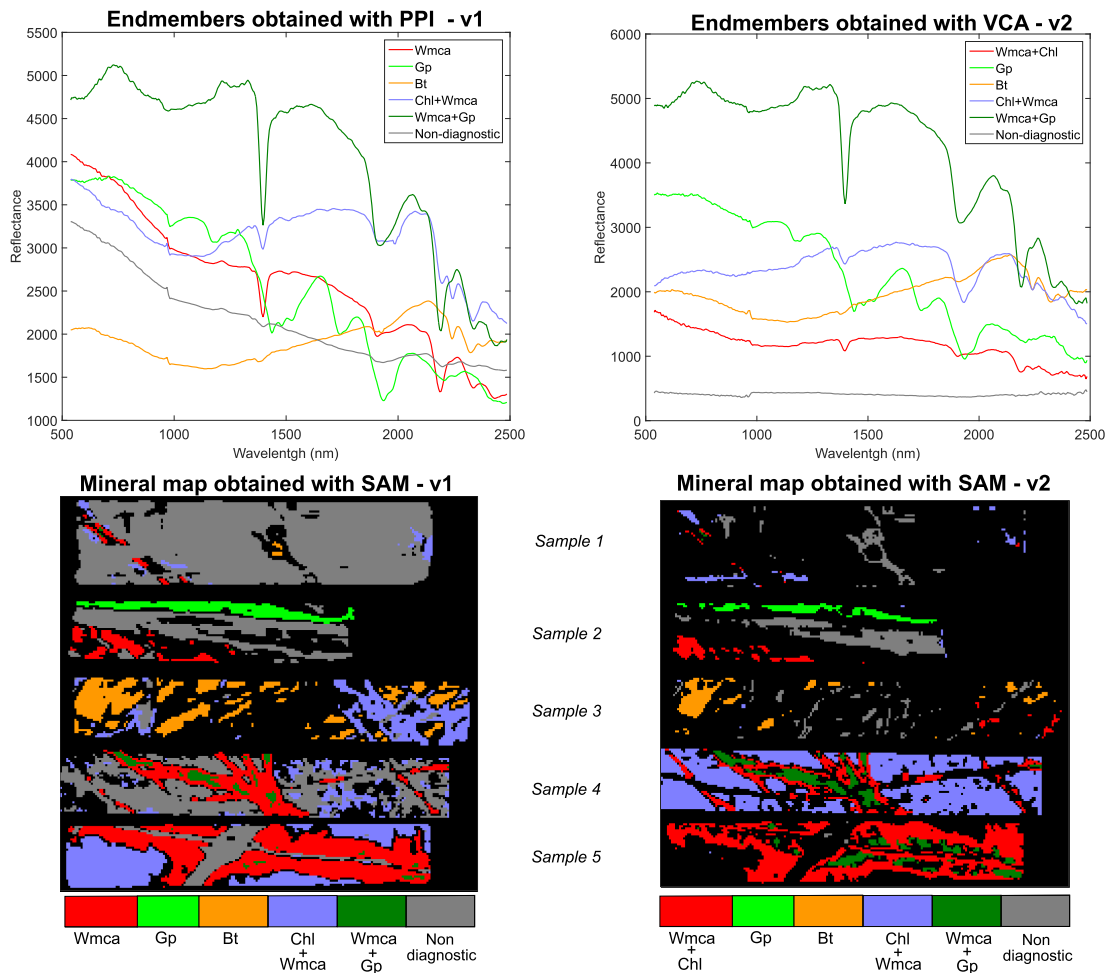 Endmembers obtained with PPI - v1
5500
5000
4500
4000
3500
3000
2500
2000
1500
1000
Reflectance
500
1000
1500
2000
2500
Wavelentgh (nm)
Wmca
Gp
Bt
Chl+Wmca
Wmca+Gp
Non-diagnostic
Endmembers obtained with VCA - v2
6000
5000
4000
3000
2000
1000
0
Reflectance
500
1000
1500
2000
2500
Wavelentgh (nm)
Wmca+Chl
Gp
Bt
Chl+Wmca
Wmca+Gp
Non-diagnostic
Mineral map obtained with SAM - v1
Mineral map obtained with SAM - v2
Sample 1
Sample 2
Sample 3
Sample 4
Sample 5
Wmca
Gp
Bt
Chl
+
Wmca
Wmca
+
Gp
Non
diagnostic
Wmca
+
Chl
Gp
Bt
Chl
+
Wmca
Wmca
+
Gp
Non
diagnostic